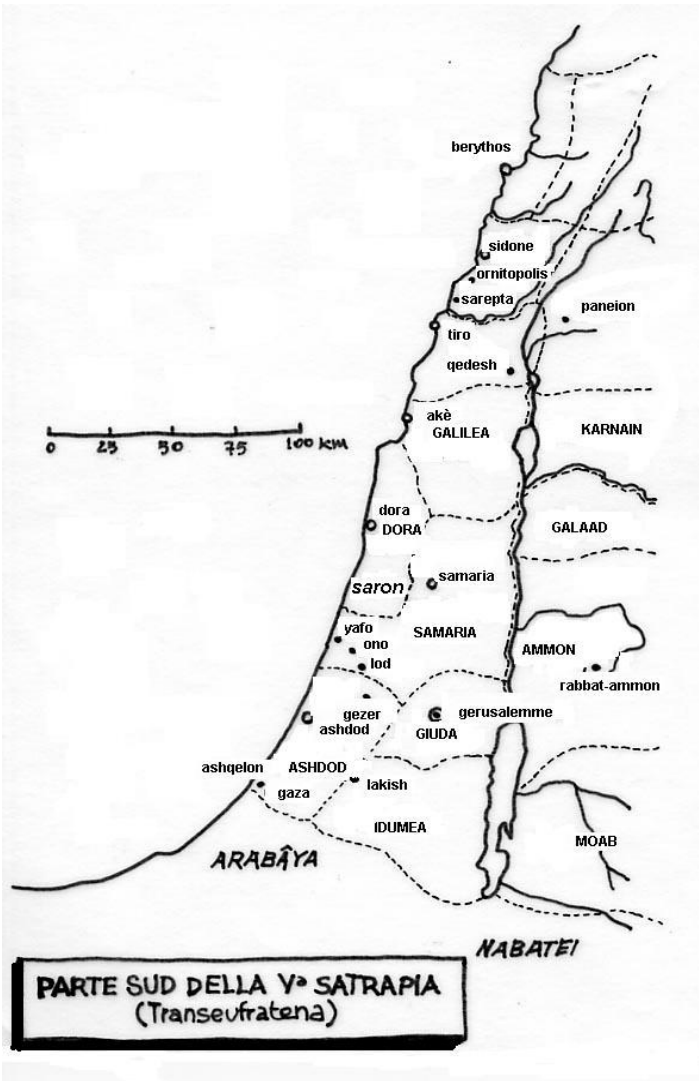 berythos
sidone
ornitopolis
sarepta
paneion
tiro
qedesh
akè
GALILEA
KARNAIN
0 25 50 75 100 KM
dora
DORA
GALAAD
samaria
saron
yafo
SAMARIA
ono
AMMON
lod
rabbat-ammon
gezer
gerusalemme
ashdod
GIUDA
ashqelon
ASHDOD
lakish
gaza
IDUMEA
MOAB
ARABÂYA
NABATEI
PARTE SUD DELLA Vª SATRAPIA
(Transeufratena)